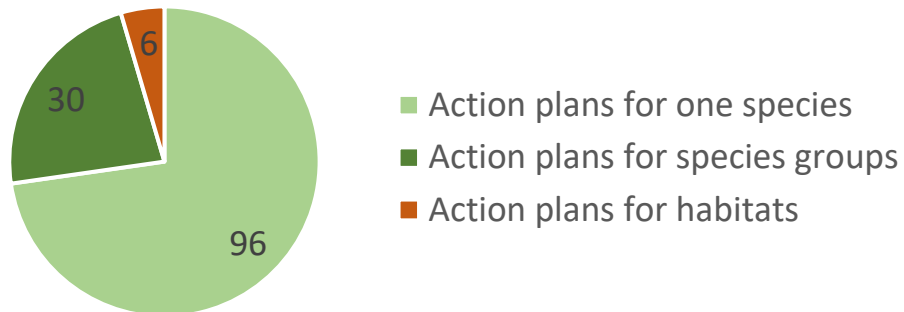 6
30
96
Action plans for one species
Action plans for species groups
Action plans for habitats